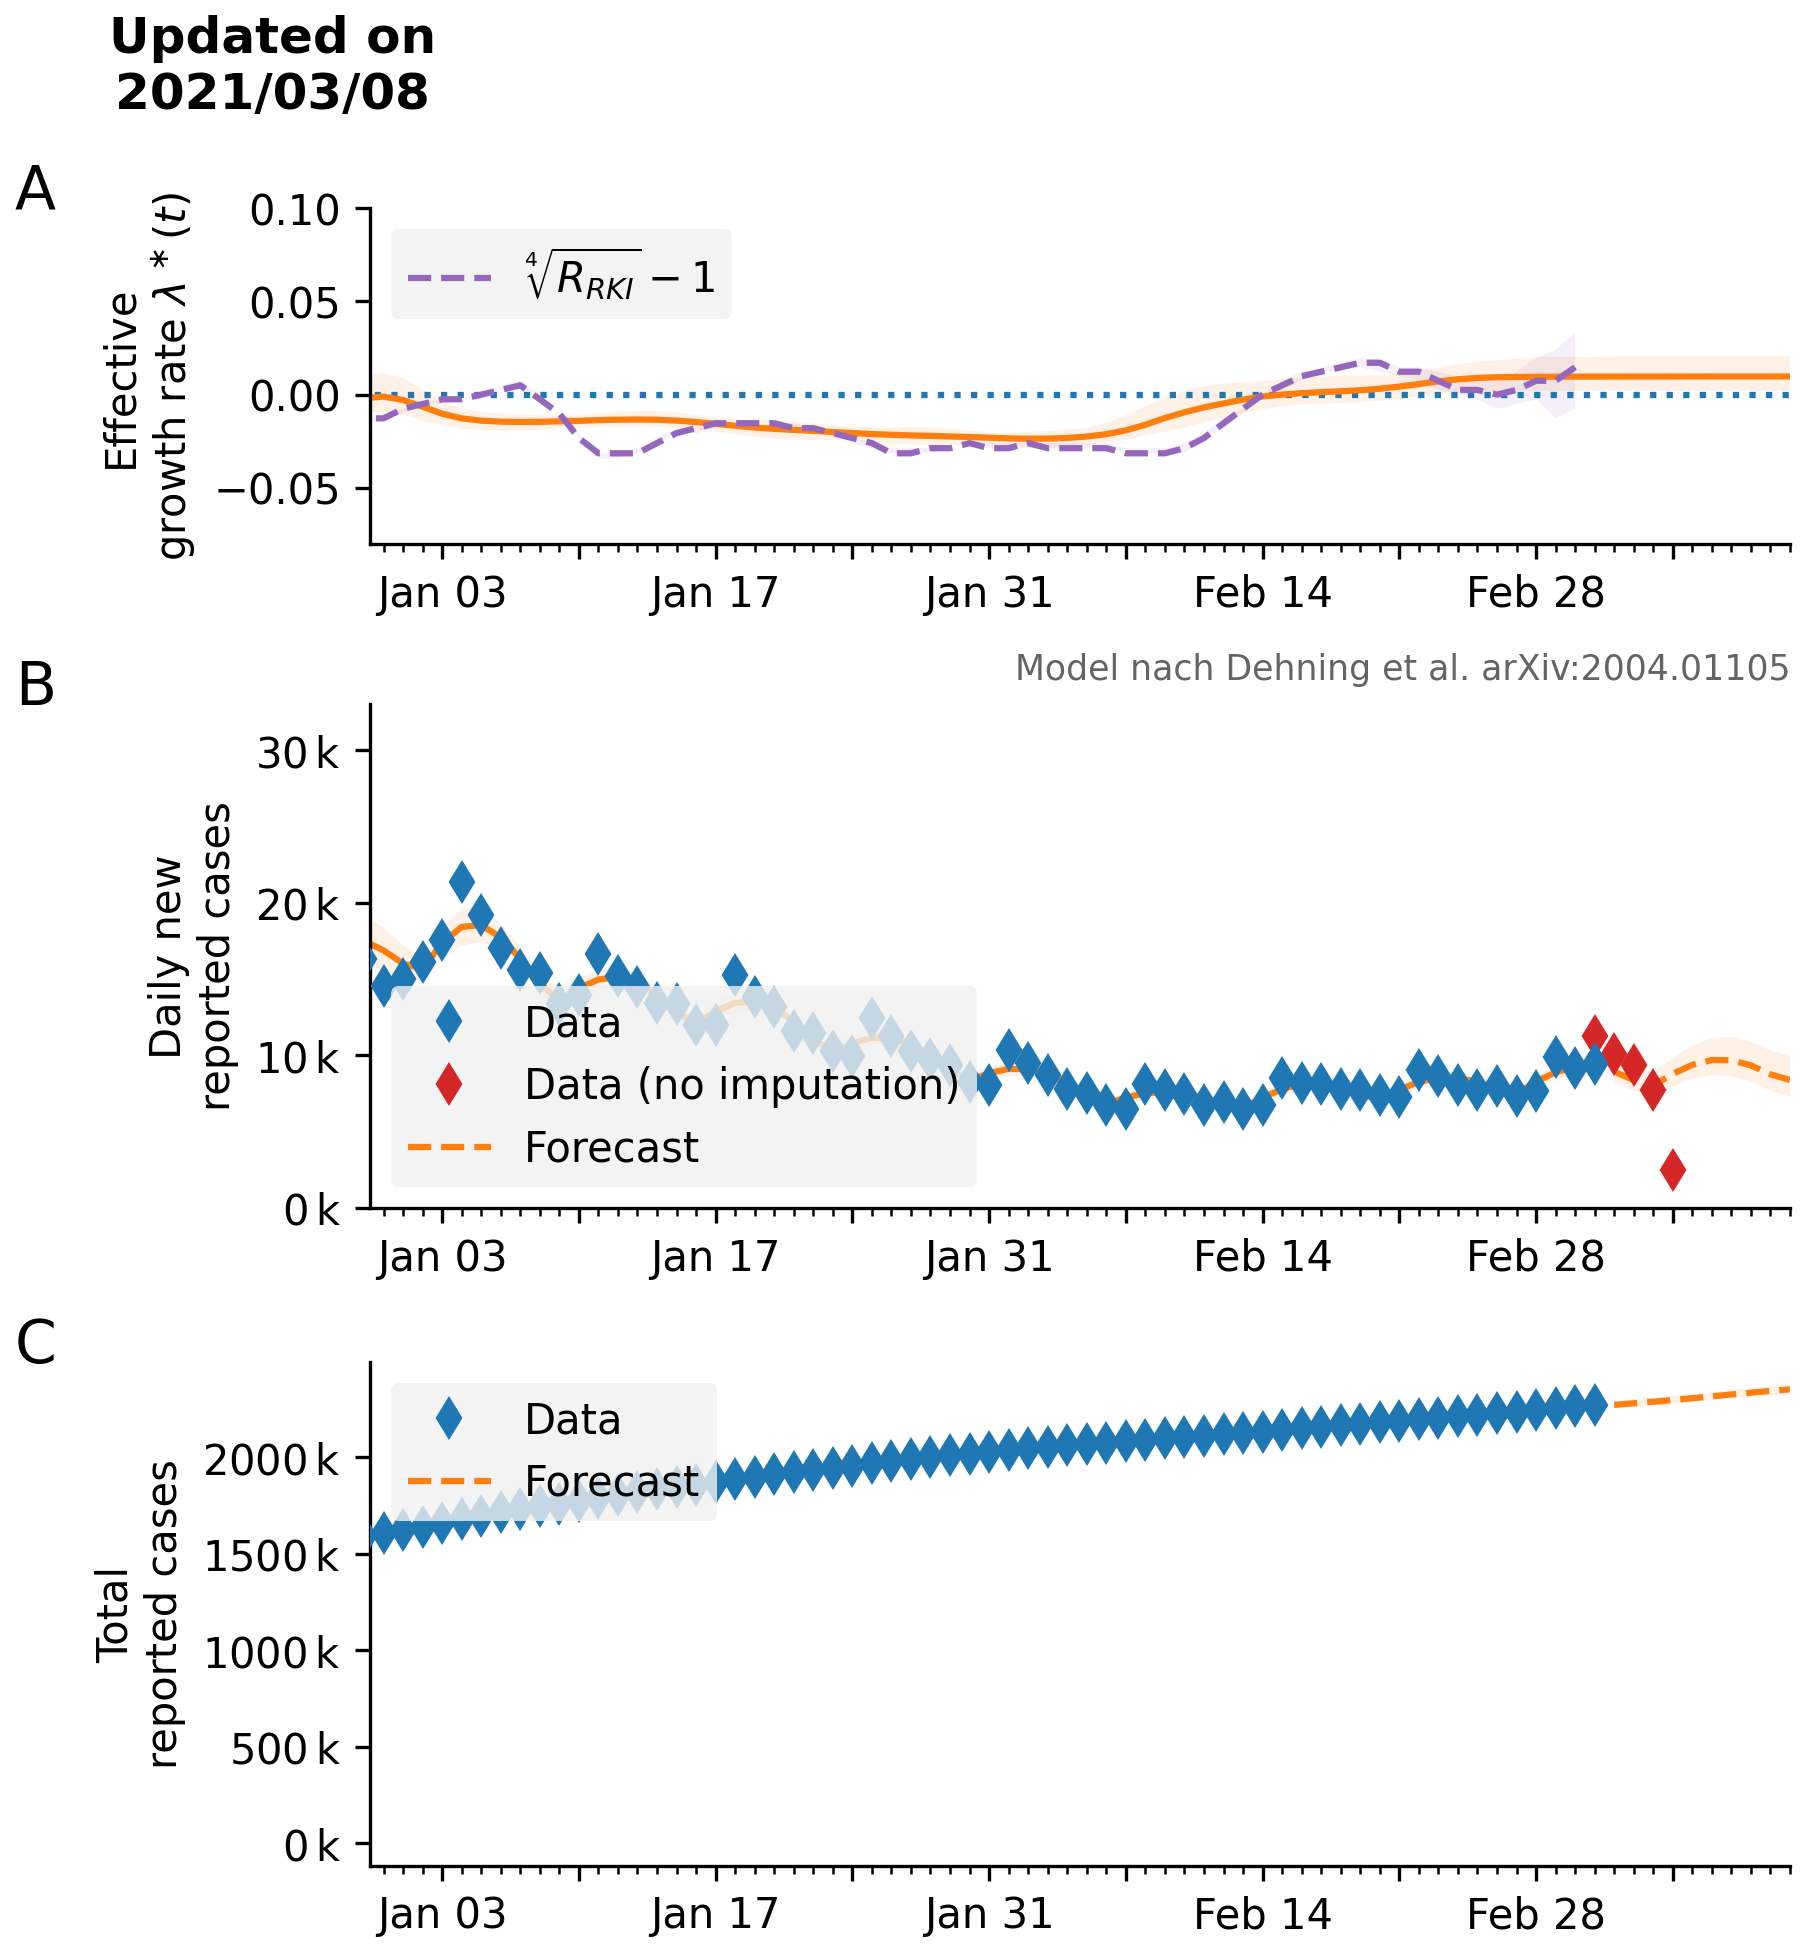 Updated on
2021/03/08
A
Effective
growth rate λ * (t)
0.10
0.05
0.00
−0.05
∜R_RKI − 1
Jan 03
Jan 17
Jan 31
Feb 14
Feb 28
Model nach Dehning et al. arXiv:2004.01105
B
Daily new
reported cases
30 k
20 k
10 k
0 k
Data
Data (no imputation)
Forecast
Jan 03
Jan 17
Jan 31
Feb 14
Feb 28
C
Total
reported cases
2000 k
1500 k
1000 k
500 k
0 k
Data
Forecast
Jan 03
Jan 17
Jan 31
Feb 14
Feb 28